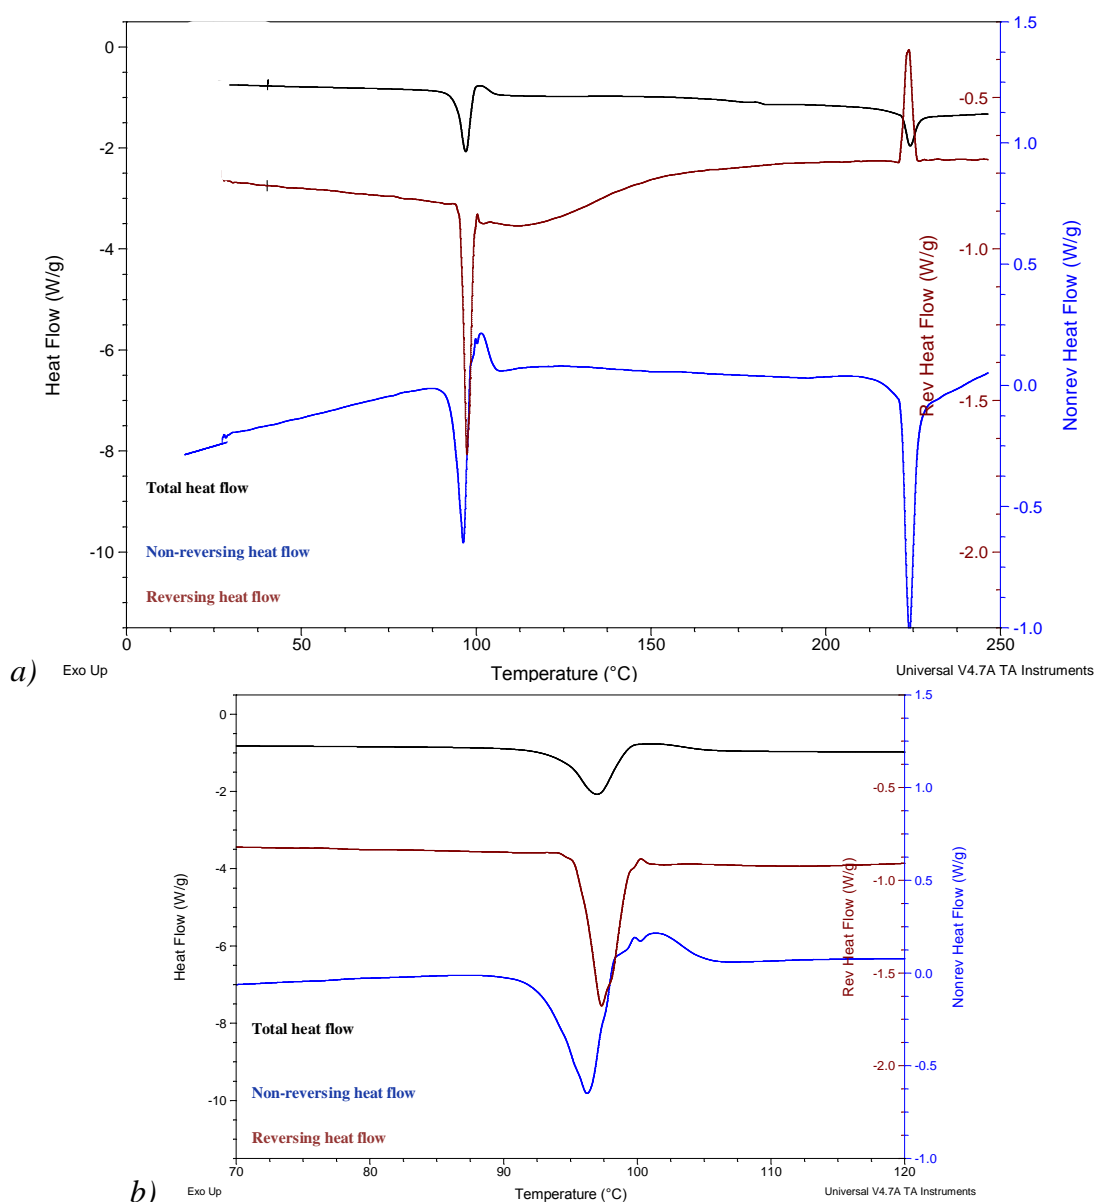 0
-2
-4
-6
-8
-10
Heat Flow (W/g)
-0.5
-1.0
-1.5
-2.0
Rev Heat Flow (W/g)
1.5
1.0
0.5
0.0
-0.5
-1.0
Nonrev Heat Flow (W/g)
Total heat flow
Non-reversing heat flow
Reversing heat flow
0 50 100 150 200 250
a) Exo Up Temperature (°C) Universal V4.7A TA Instruments
0
-2
-4
-6
-8
-10
Heat Flow (W/g)
-0.5
-1.0
-1.5
-2.0
Rev Heat Flow (W/g)
1.5
1.0
0.5
0.0
-0.5
-1.0
Nonrev Heat Flow (W/g)
Total heat flow
Non-reversing heat flow
Reversing heat flow
70 80 90 100 110 120
b) Exo Up Temperature (°C) Universal V4.7A TA Instruments